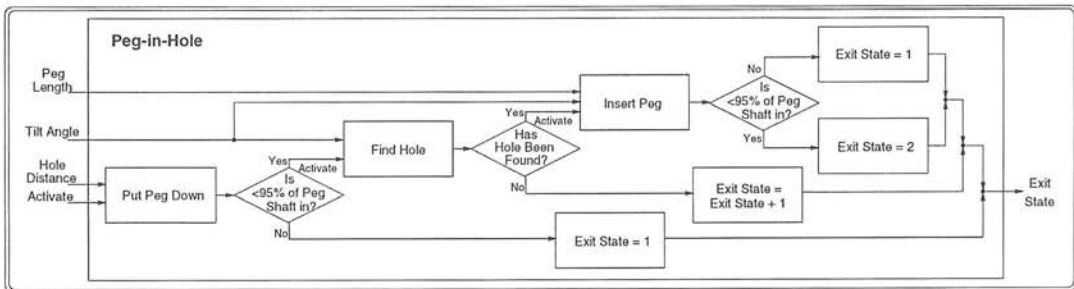 Peg-in-Hole
Peg
Length
Tilt Angle
Hole
Distance
Activate
Put Peg Down
Yes
Activate
Is
<95% of Peg
Shaft in?
No
Find Hole
Yes
Activate
Has
Hole Been
Found?
No
Insert Peg
No
Is
<95% of Peg
Shaft in?
Yes
Exit State = 1
Exit State = 2
Exit State =
Exit State + 1
Exit State = 1
Exit
State